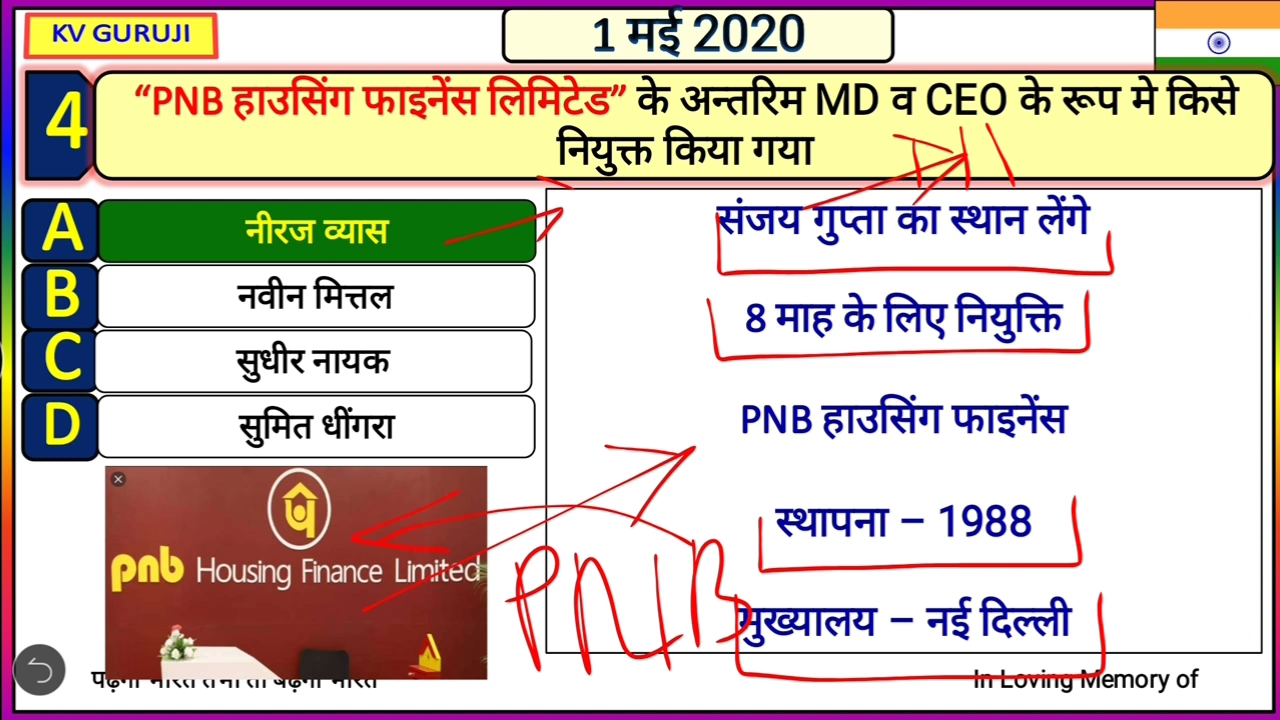 KV GURUJI
1 मई 2020
4
“PNB हाउसिंग फाइनेंस लिमिटेड” के अन्तरिम MD व CEO के रूप मे किसे
नियुक्त किया गया
A
नीरज व्यास
B
नवीन मित्तल
C
सुधीर नायक
D
सुमित धींगरा
संजय गुप्ता का स्थान लेंगे
8 माह के लिए नियुक्ति
PNB हाउसिंग फाइनेंस
स्थापना – 1988
मुख्यालय – नई दिल्ली
pnb Housing Finance Limited
PNB
In Loving Memory of